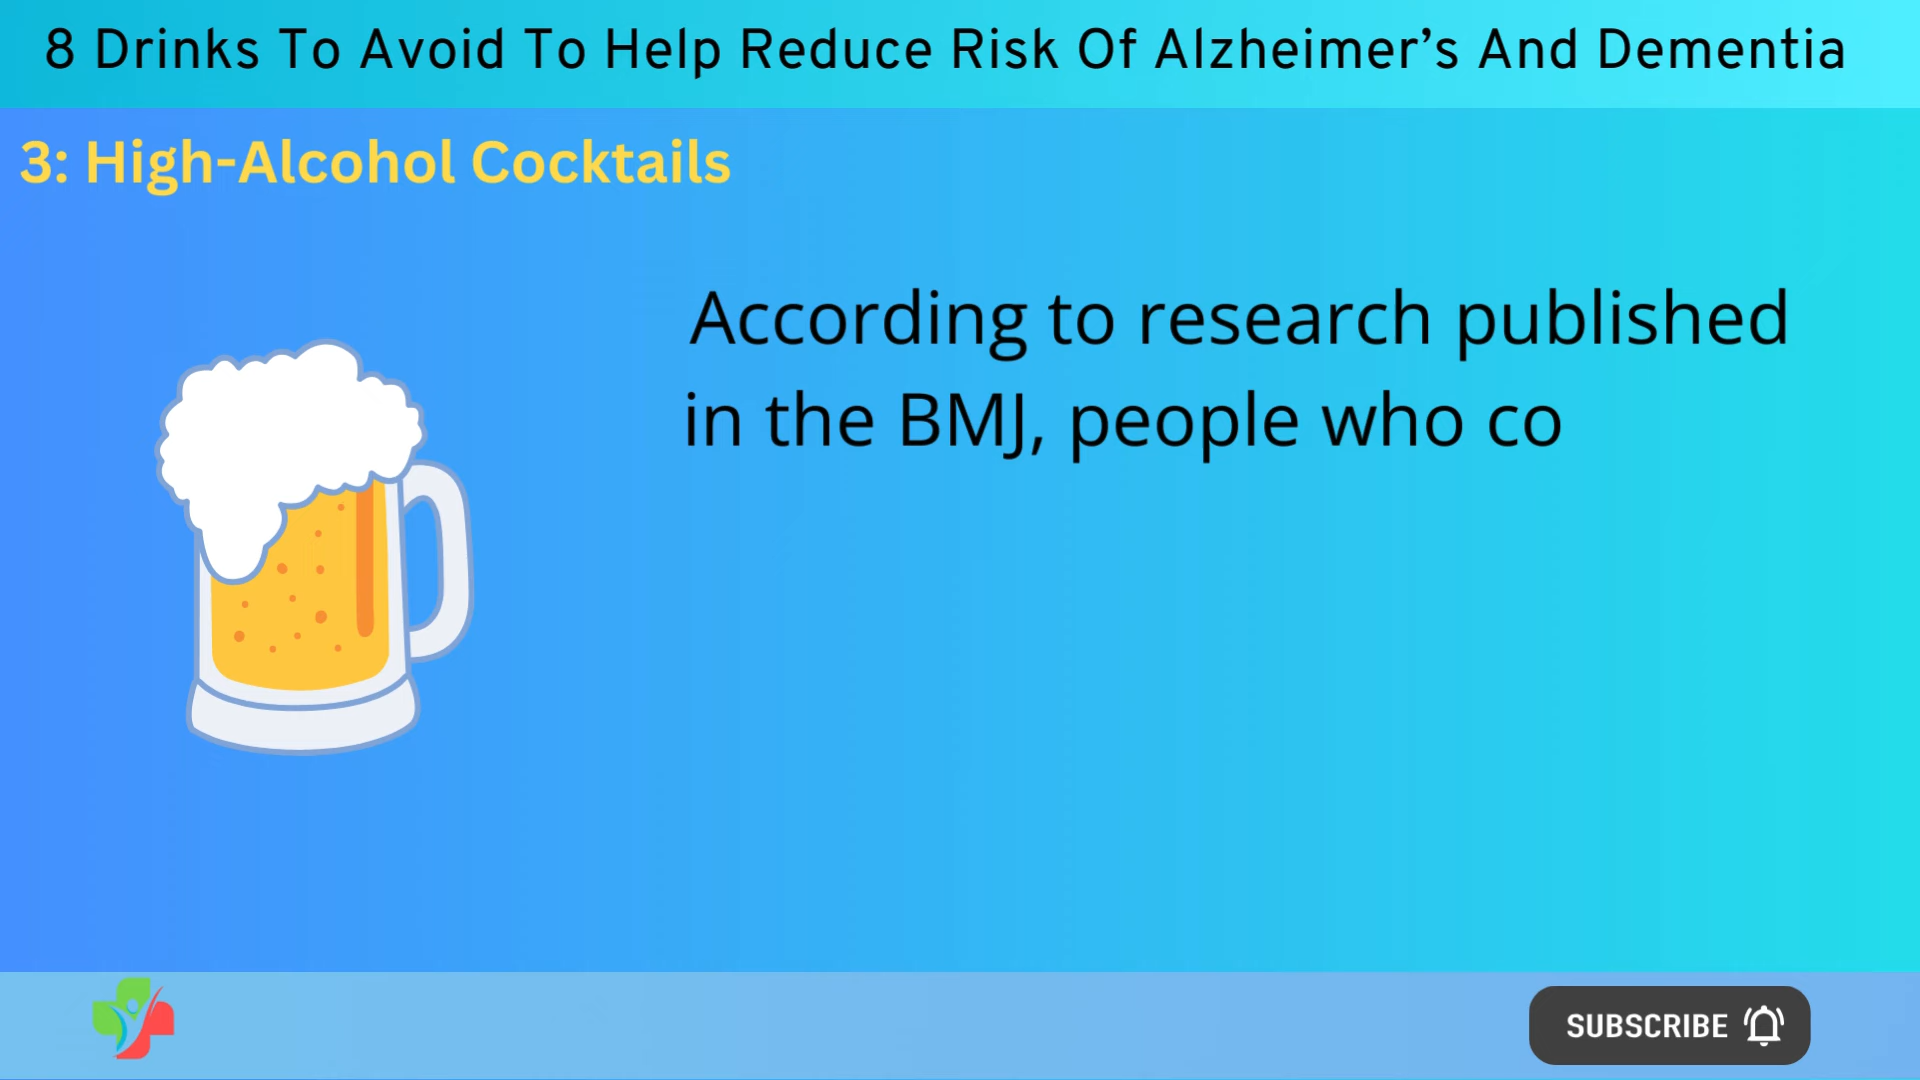 8 Drinks To Avoid To Help Reduce Risk Of Alzheimer’s And Dementia
3: High-Alcohol Cocktails
According to research published
in the BMJ, people who co
SUBSCRIBE